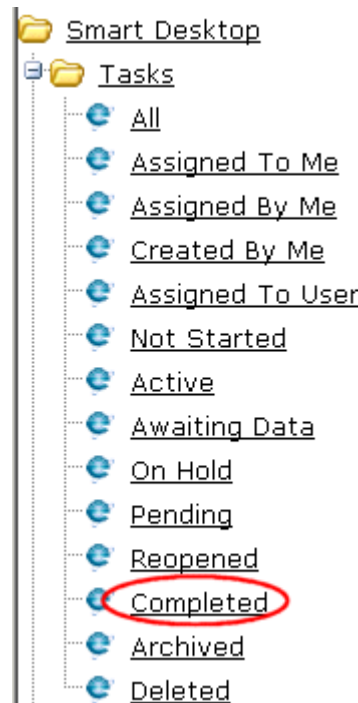 Smart Desktop
Tasks
All
Assigned To Me
Assigned By Me
Created By Me
Assigned To User
Not Started
Active
Awaiting Data
On Hold
Pending
Reopened
Completed
Archived
Deleted